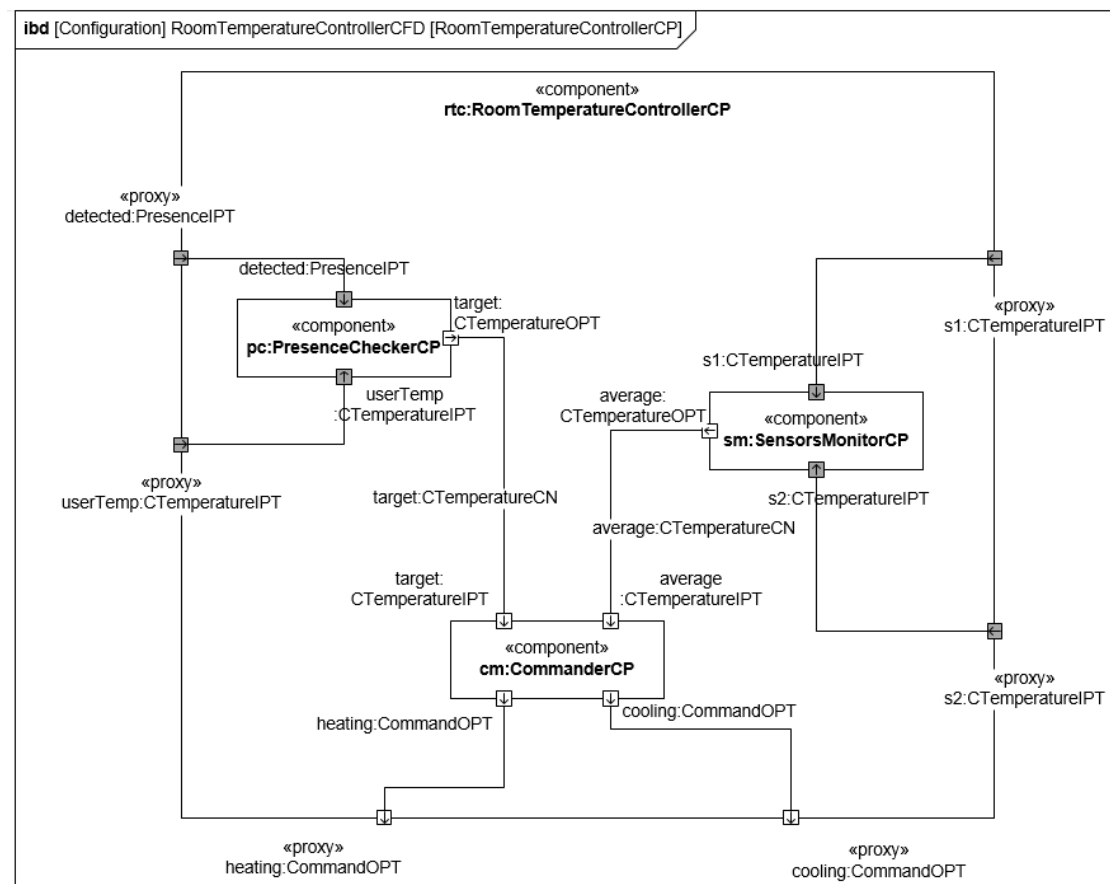 ibd [Configuration] RoomTemperatureControllerCFD [RoomTemperatureControllerCP]
«component»
rtc:RoomTemperatureControllerCP
«proxy»
detected:PresenceIPT
detected:PresenceIPT
«component»
pc:PresenceCheckerCP
target:
CTemperatureOPT
userTemp
:CTemperatureIPT
«proxy»
userTemp:CTemperatureIPT
«proxy»
s1:CTemperatureIPT
s1:CTemperatureIPT
average:
CTemperatureOPT
«component»
sm:SensorsMonitorCP
s2:CTemperatureIPT
target:CTemperatureCN
average:CTemperatureCN
target:
CTemperatureIPT
average
:CTemperatureIPT
«component»
cm:CommanderCP
«proxy»
s2:CTemperatureIPT
heating:CommandOPT
cooling:CommandOPT
«proxy»
heating:CommandOPT
«proxy»
cooling:CommandOPT